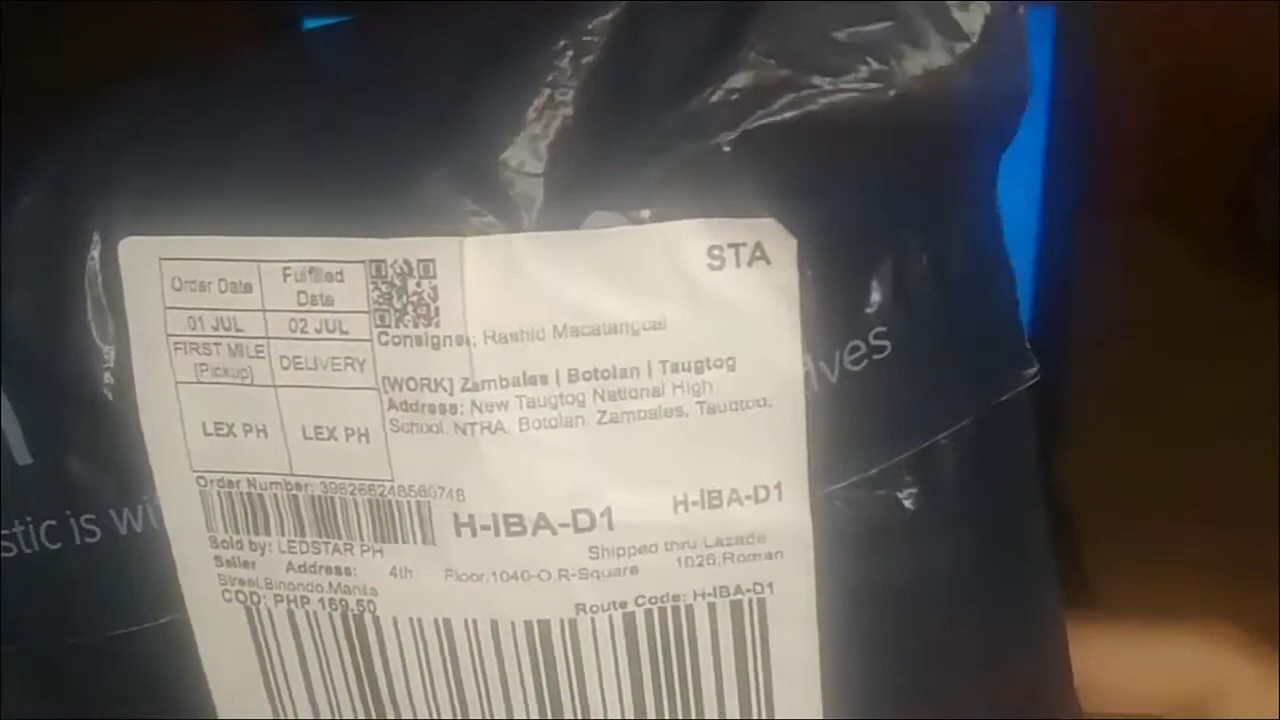 STA
Order Date
Fulfilled Date
01 JUL
02 JUL
FIRST MILE [Pickup]
DELIVERY
LEX PH
LEX PH
Consignee: Rashid Macatangcal
[WORK] Zambales | Botolan | Taugtog
Address: New Taugtog National High
School, NTRA, Botolan, Zambales, Taugtog,
Order Number:
H-IBA-D1
H-IBA-D1
Sold by: LEDSTAR PH
Shipped thru Lazada
Seller Address: 4th Floor,1040-O,R-Square 1026,Roman
Street,Binondo,Manila
COD: PHP 169.50
Route Code: H-IBA-D1
stic is wi
lves